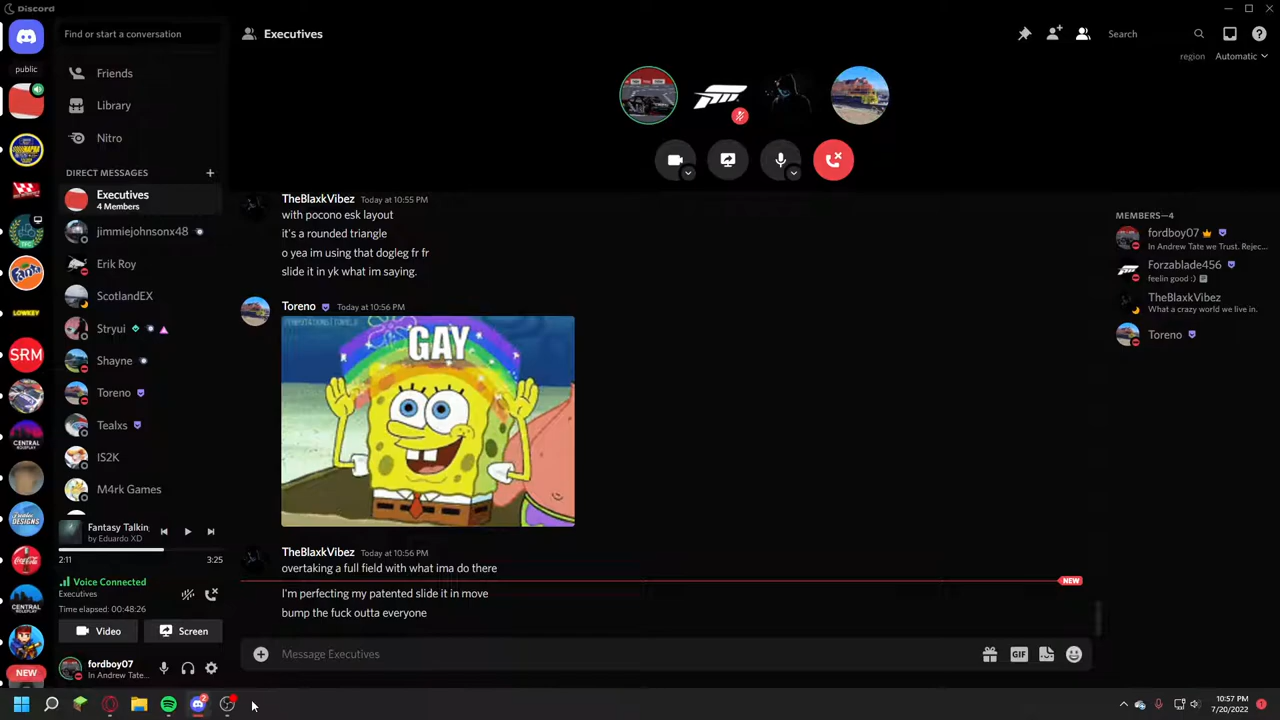 Discord
Find or start a conversation
Executives
Search
region
Automatic
public
Friends
Library
Nitro
DIRECT MESSAGES
Executives
4 Members
jimmiejohnsonx48
Erik Roy
ScotlandEX
Stryui
Shayne
Toreno
Tealxs
IS2K
M4rk Games
LOWKEY
SRM
CENTRAL
ROLEPLAY
Coca-Cola
CENTRAL
NEW
Fantasy Talkin
by Eduardo XD
2:11
3:25
Voice Connected
Executives
Time elapsed: 00:48:26
Video
Screen
fordboy07
In Andrew Tate...
TheBlaxkVibez Today at 10:55 PM
with pocono esk layout
it's a rounded triangle
o yea im using that dogleg fr fr
slide it in yk what im saying.
Toreno Today at 10:56 PM
GAY
TheBlaxkVibez Today at 10:56 PM
overtaking a full field with what ima do there
NEW
I'm perfecting my patented slide it in move
bump the fuck outta everyone
Message Executives
GIF
MEMBERS—4
fordboy07
In Andrew Tate we Trust. Rejec...
Forzablade456
feelin good :)
TheBlaxkVibez
What a crazy world we live in.
Toreno
2
10:57 PM
7/20/2022
1